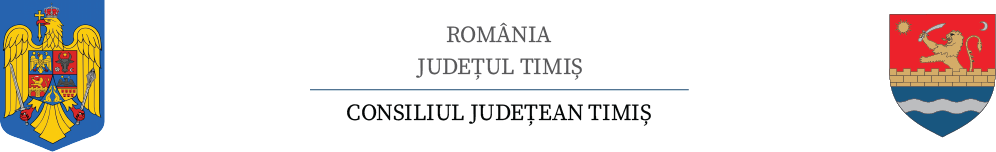 ROMÂNIA
JUDEȚUL TIMIȘ
CONSILIUL JUDEȚEAN TIMIȘ